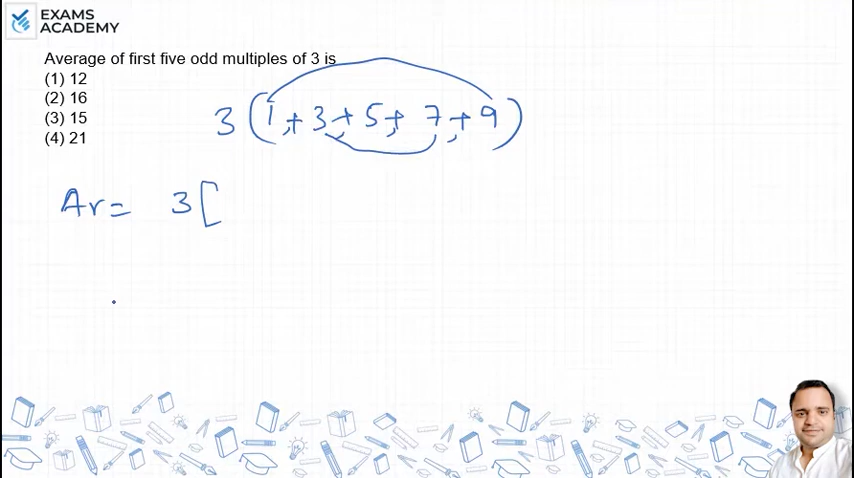 EXAMS
ACADEMY
Average of first five odd multiples of 3 is
(1) 12
(2) 16
(3) 15
(4) 21
3 (1, + 3, + 5, + 7, + 9)
Av = 3 [